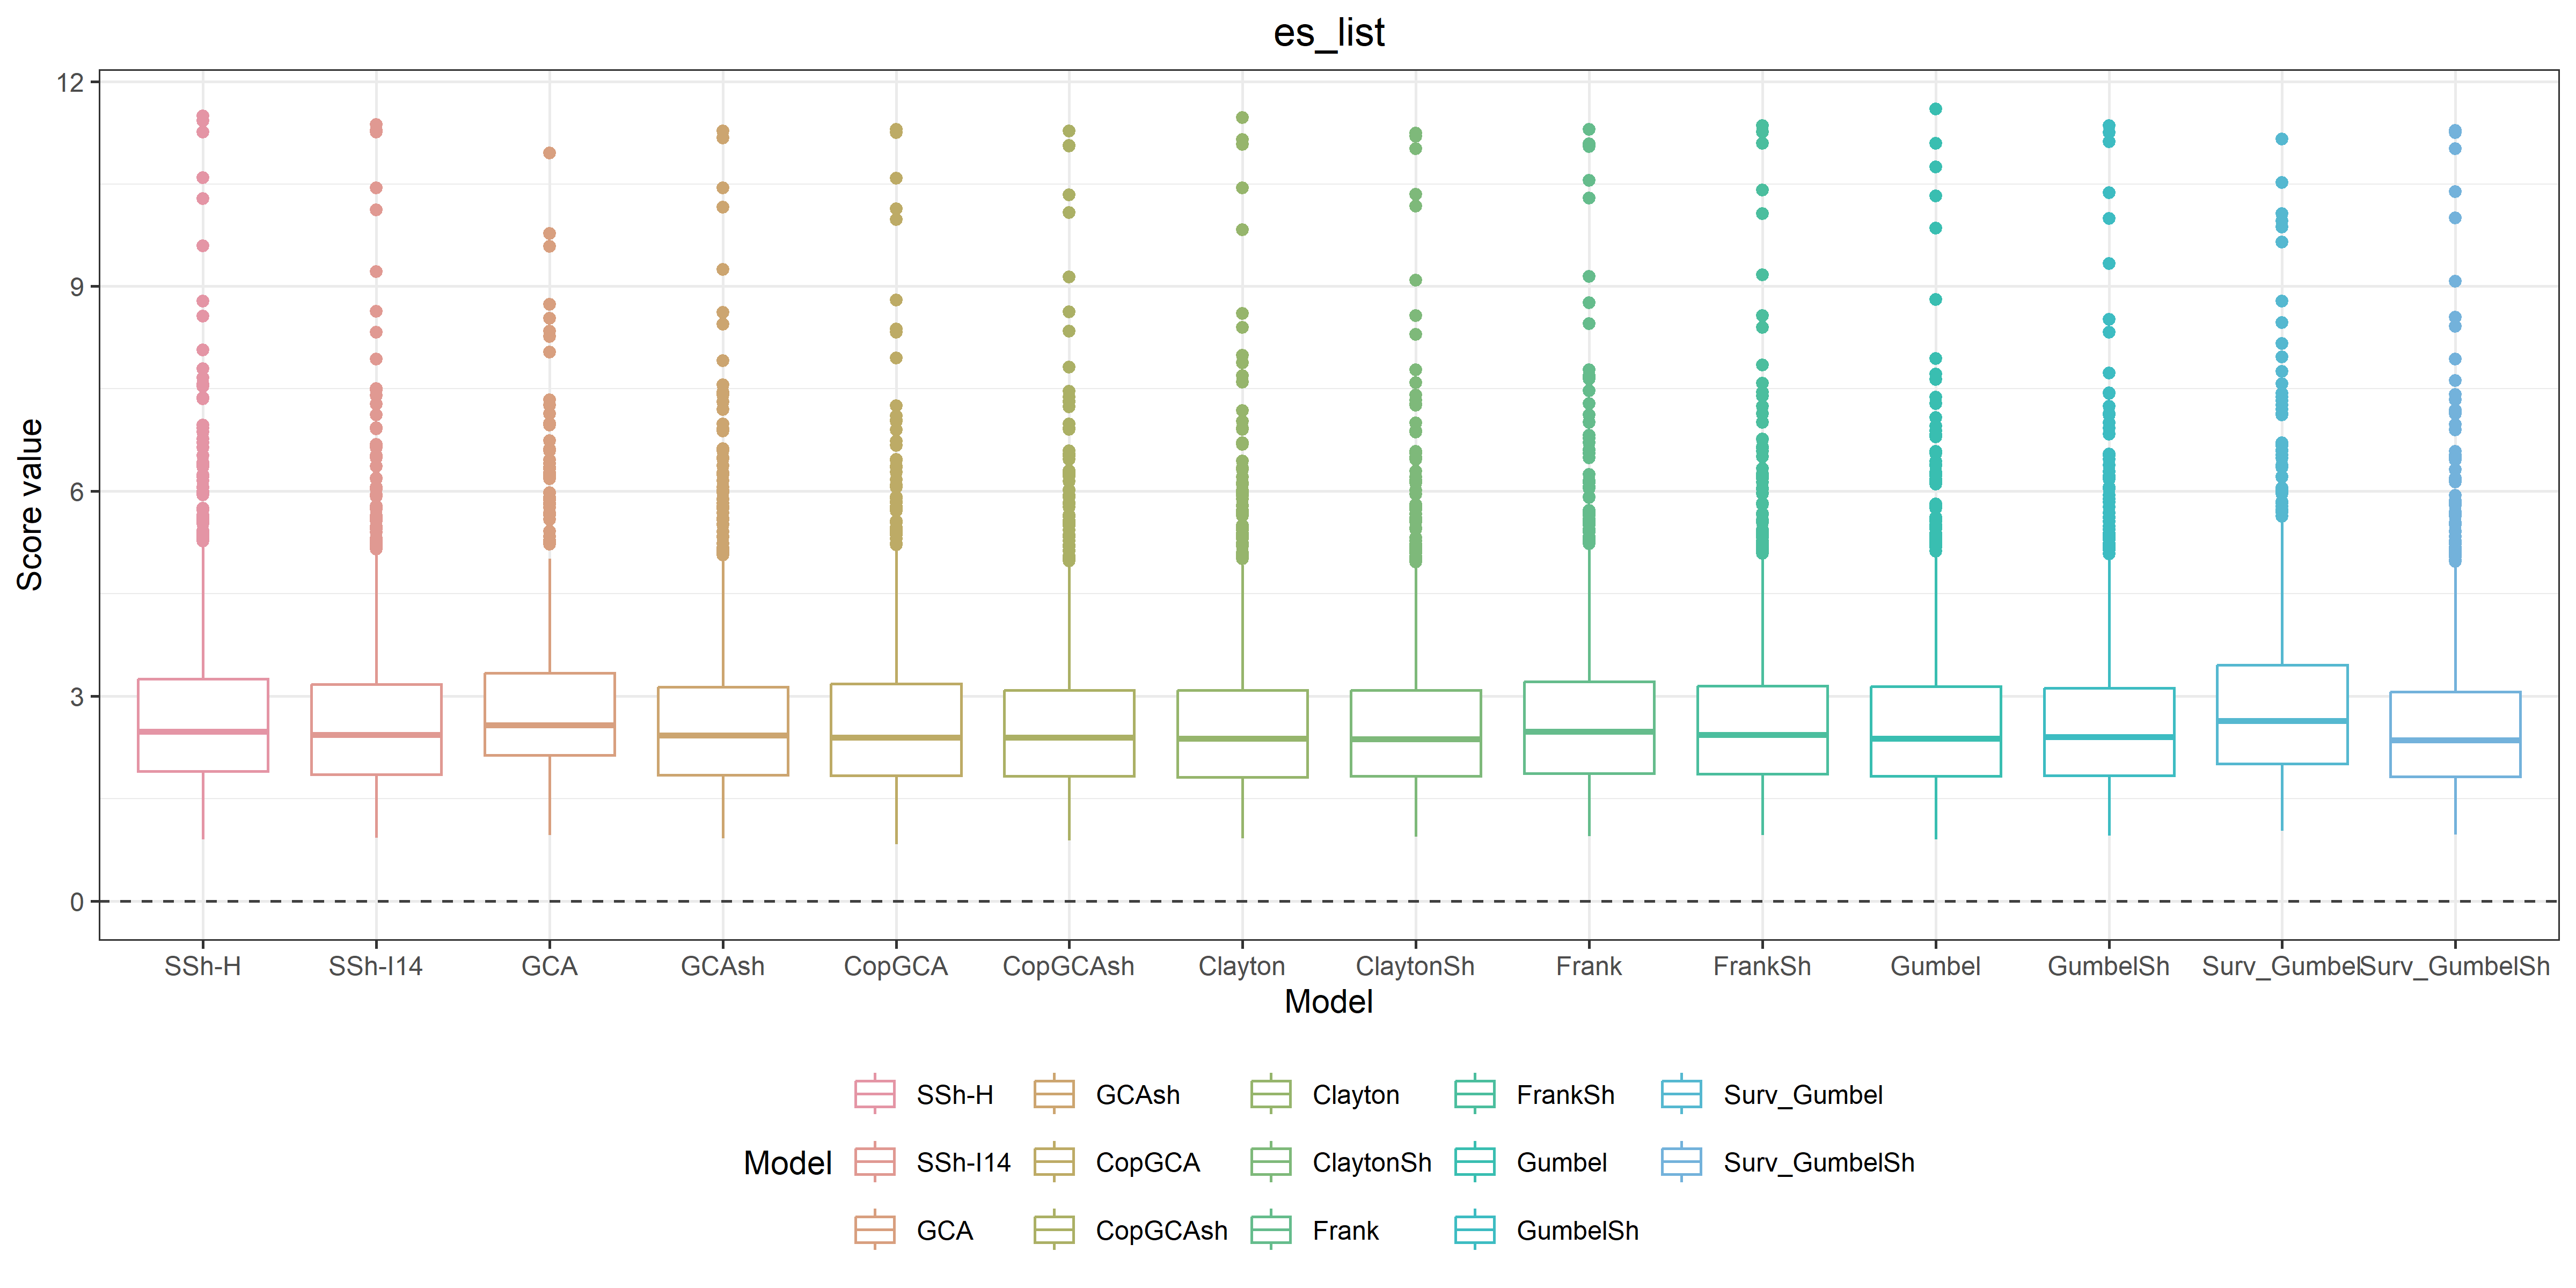 es_list
12
9
6
3
0
Score value
SSh-H SSh-I14 GCA GCAsh CopGCA CopGCAsh Clayton ClaytonSh Frank FrankSh Gumbel GumbelSh Surv_Gumbel Surv_GumbelSh
Model
SSh-H GCAsh Clayton FrankSh Surv_Gumbel
Model SSh-I14 CopGCA ClaytonSh Gumbel Surv_GumbelSh
GCA CopGCAsh Frank GumbelSh